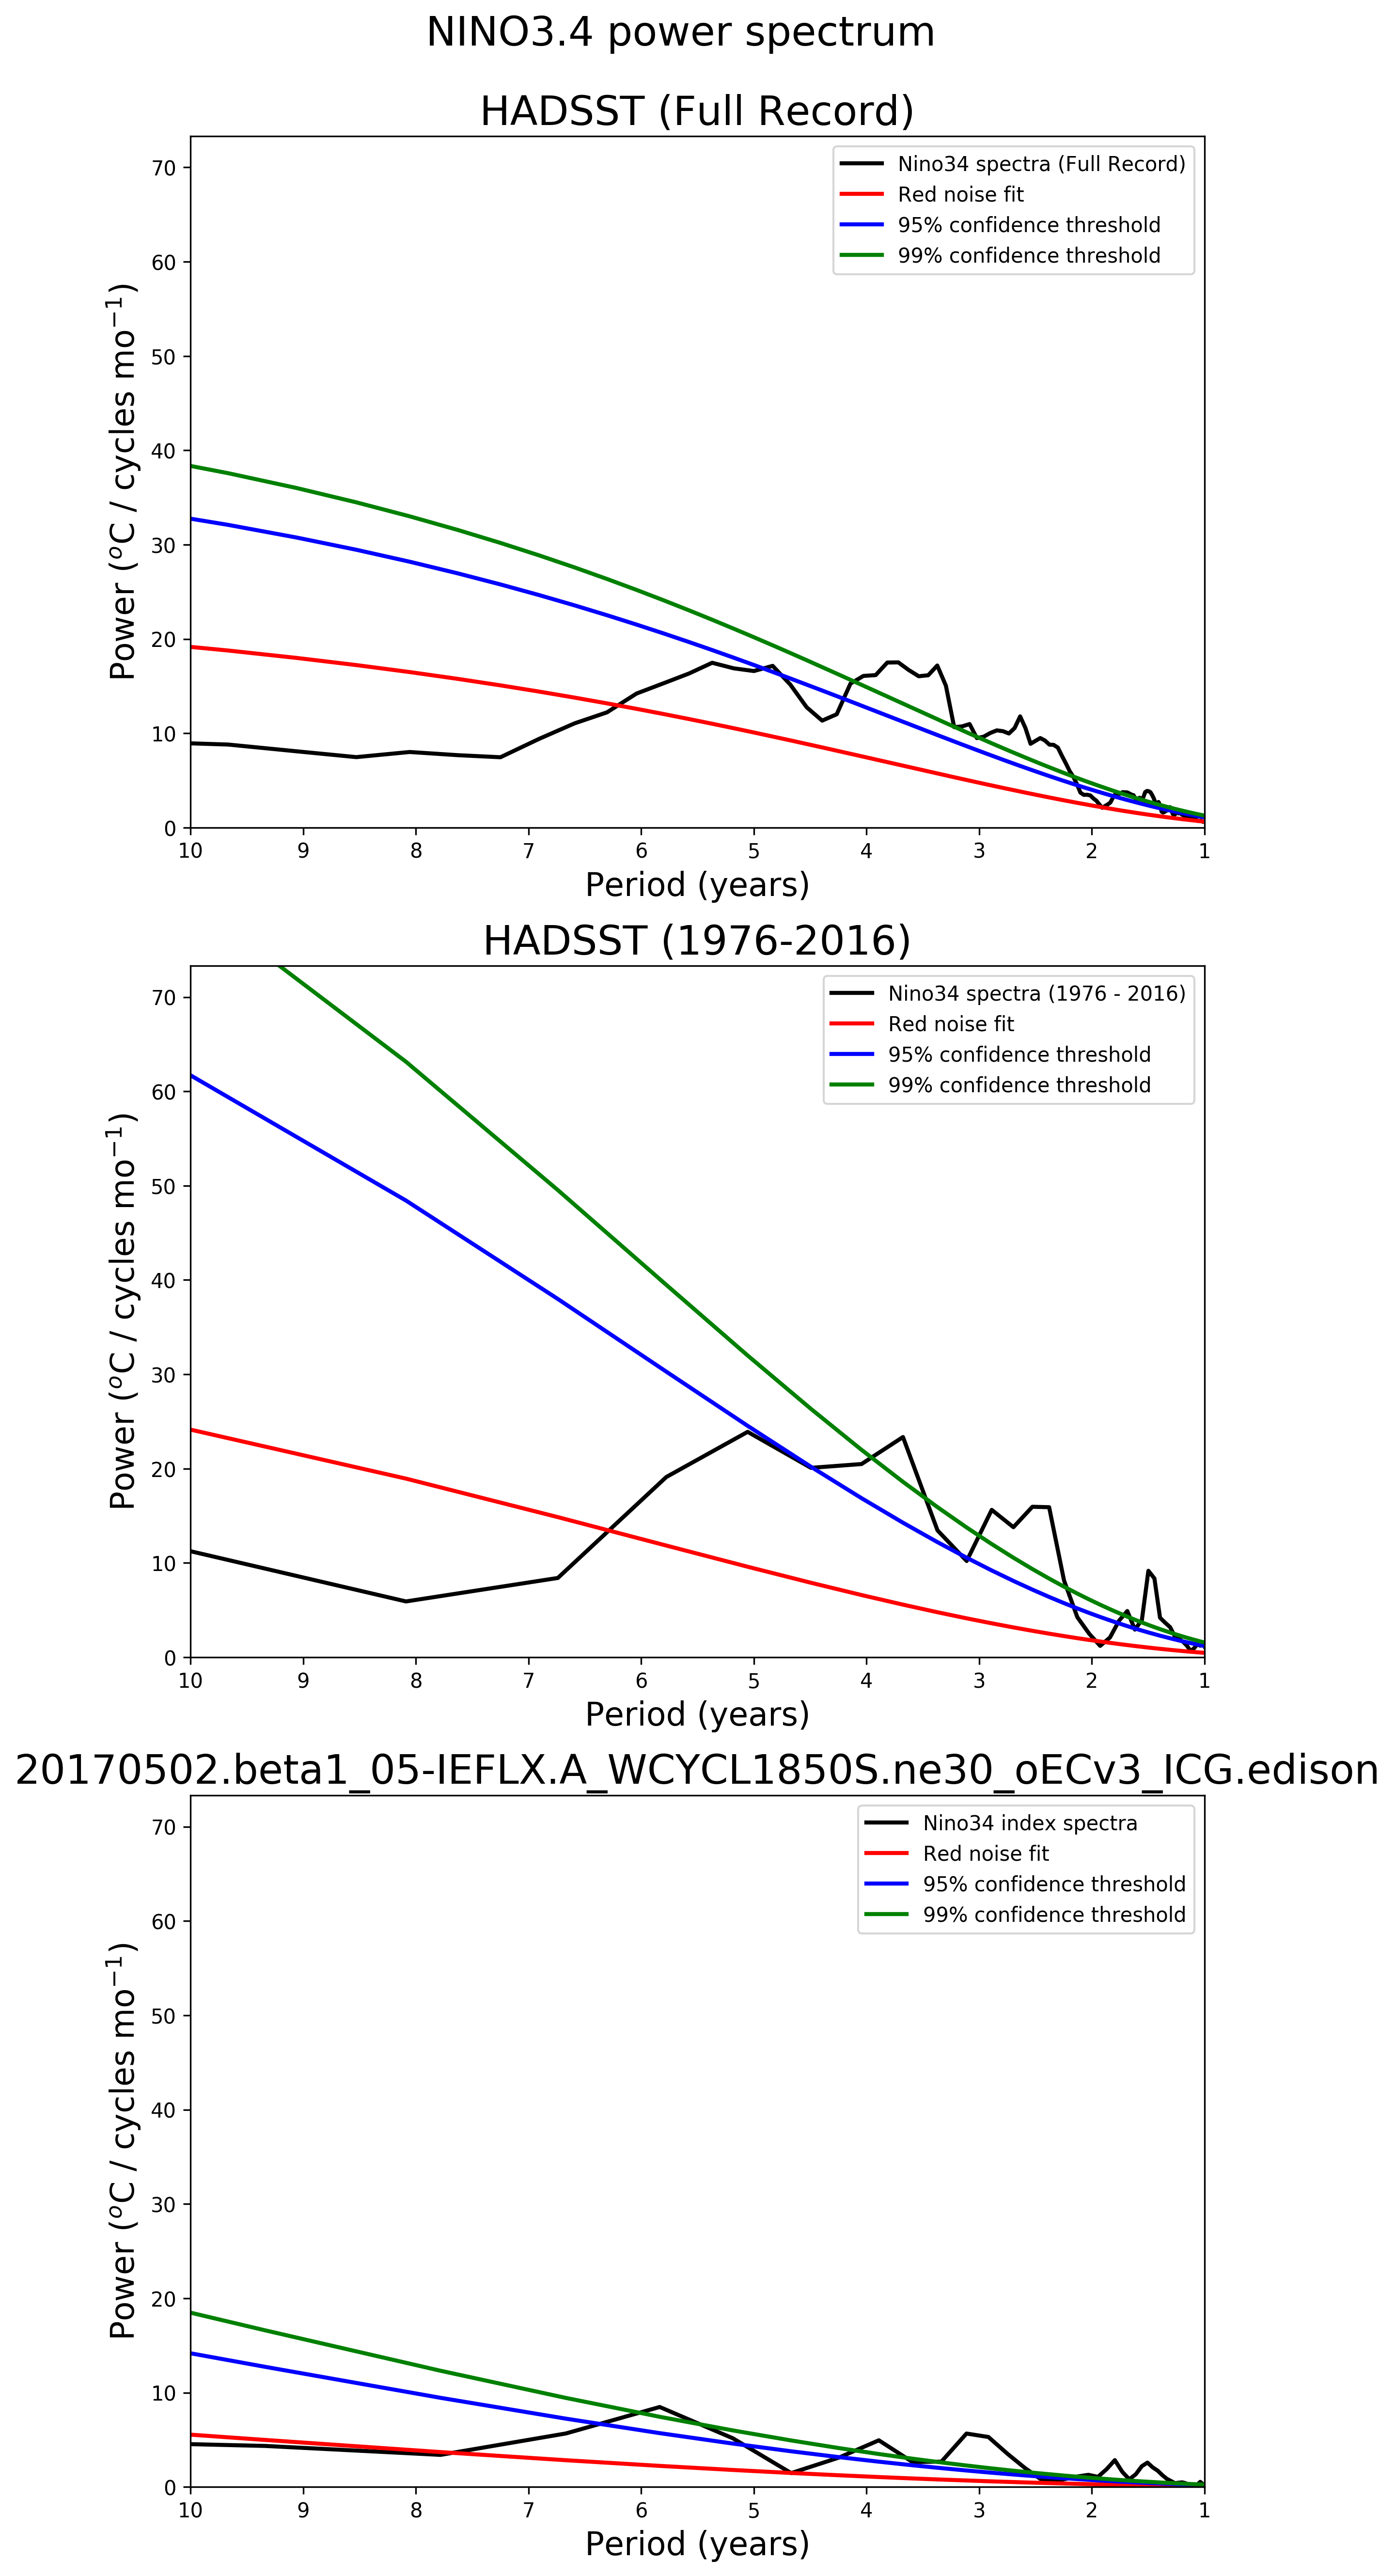 NINO3.4 power spectrum
HADSST (Full Record)
Nino34 spectra (Full Record)
Red noise fit
95% confidence threshold
99% confidence threshold
Power (°C / cycles mo⁻¹)
70
60
50
40
30
20
10
0
10 9 8 7 6 5 4 3 2 1
Period (years)
HADSST (1976-2016)
Nino34 spectra (1976 - 2016)
Red noise fit
95% confidence threshold
99% confidence threshold
Power (°C / cycles mo⁻¹)
70
60
50
40
30
20
10
0
10 9 8 7 6 5 4 3 2 1
Period (years)
20170502.beta1_05-IEFLX.A_WCYCL1850S.ne30_oECv3_ICG.edison
Nino34 index spectra
Red noise fit
95% confidence threshold
99% confidence threshold
Power (°C / cycles mo⁻¹)
70
60
50
40
30
20
10
0
10 9 8 7 6 5 4 3 2 1
Period (years)